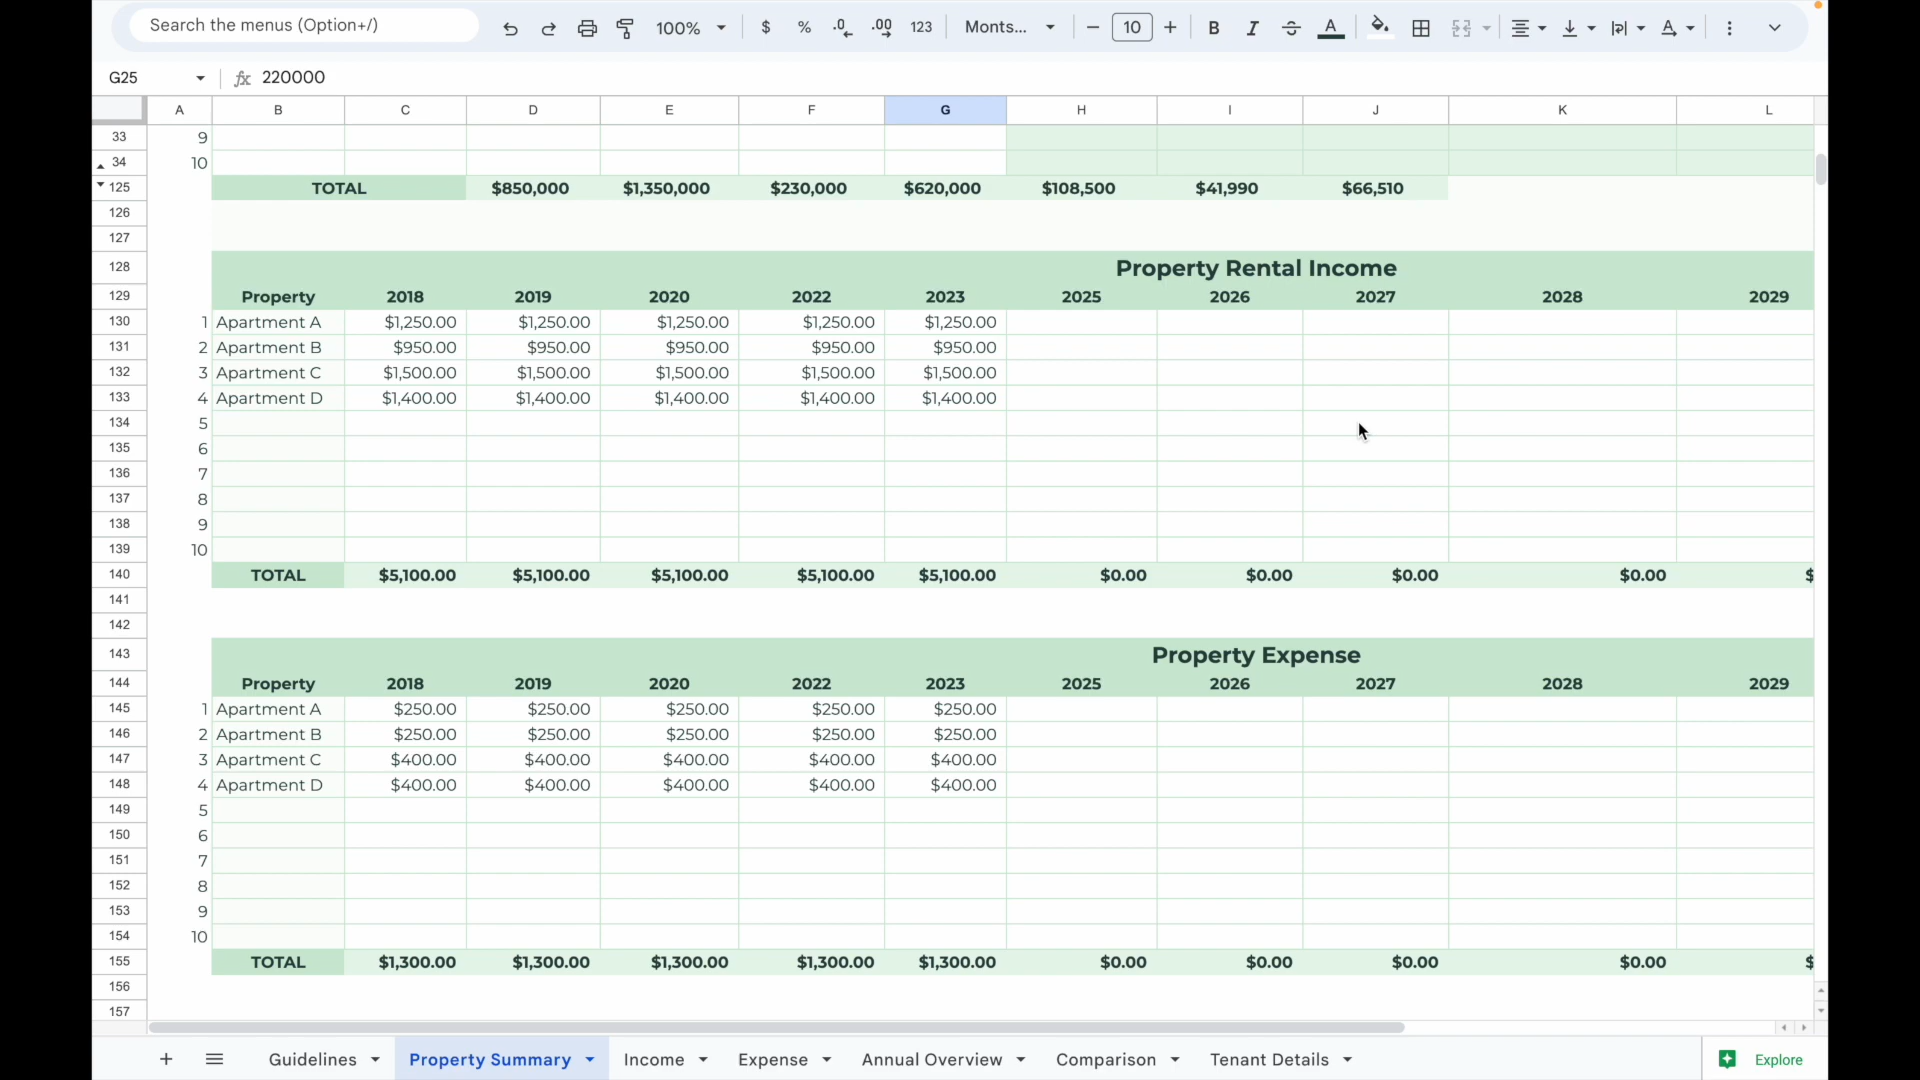 Search the menus (Option+/) 100% $ % .0 .00 123 Monts... 10 B I A A
G25 fx 220000
A B C D E F G H I J K L
33 9
34 10
125 TOTAL $850,000 $1,350,000 $230,000 $620,000 $108,500 $41,990 $66,510
126
127
128 Property Rental Income
129 Property 2018 2019 2020 2022 2023 2025 2026 2027 2028 2029
130 1 Apartment A $1,250.00 $1,250.00 $1,250.00 $1,250.00 $1,250.00
131 2 Apartment B $950.00 $950.00 $950.00 $950.00 $950.00
132 3 Apartment C $1,500.00 $1,500.00 $1,500.00 $1,500.00 $1,500.00
133 4 Apartment D $1,400.00 $1,400.00 $1,400.00 $1,400.00 $1,400.00
134 5
135 6
136 7
137 8
138 9
139 10
140 TOTAL $5,100.00 $5,100.00 $5,100.00 $5,100.00 $5,100.00 $0.00 $0.00 $0.00 $0.00 $
141
142
143 Property Expense
144 Property 2018 2019 2020 2022 2023 2025 2026 2027 2028 2029
145 1 Apartment A $250.00 $250.00 $250.00 $250.00 $250.00
146 2 Apartment B $250.00 $250.00 $250.00 $250.00 $250.00
147 3 Apartment C $400.00 $400.00 $400.00 $400.00 $400.00
148 4 Apartment D $400.00 $400.00 $400.00 $400.00 $400.00
149 5
150 6
151 7
152 8
153 9
154 10
155 TOTAL $1,300.00 $1,300.00 $1,300.00 $1,300.00 $1,300.00 $0.00 $0.00 $0.00 $0.00 $
156
157
+ Guidelines Property Summary Income Expense Annual Overview Comparison Tenant Details Explore